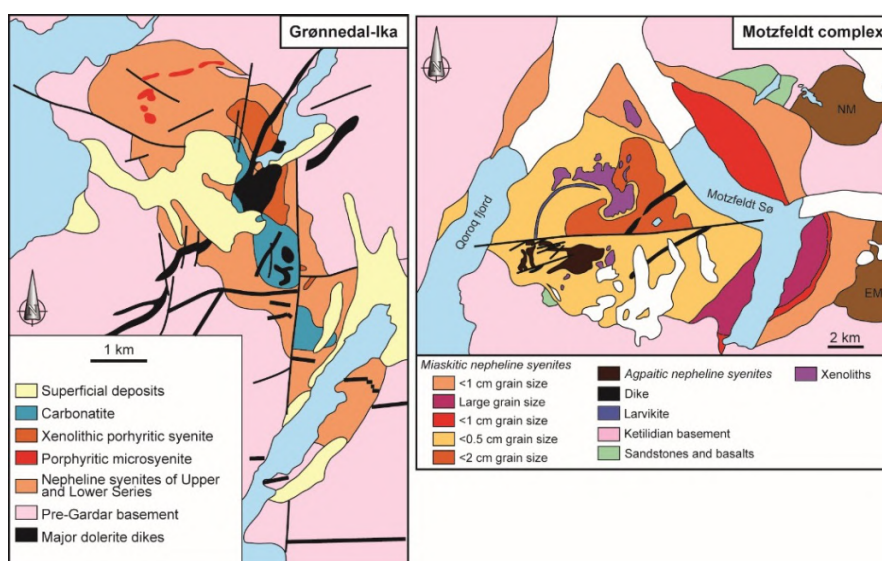 Grønnedal-Ika
1 km
Superficial deposits
Carbonatite
Xenolithic porhyritic syenite
Porphyritic microsyenite
Nepheline syenites of Upper
and Lower Series
Pre-Gardar basement
Major dolerite dikes
Motzfeldt complex
NM
Qoroq fjord
Motzfeldt Sø
EM
2 km
Miaskitic nepheline syenites
<1 cm grain size
Large grain size
<1 cm grain size
<0.5 cm grain size
<2 cm grain size
Agpaitic nepheline syenites
Dike
Larvikite
Ketilidian basement
Sandstones and basalts
Xenoliths